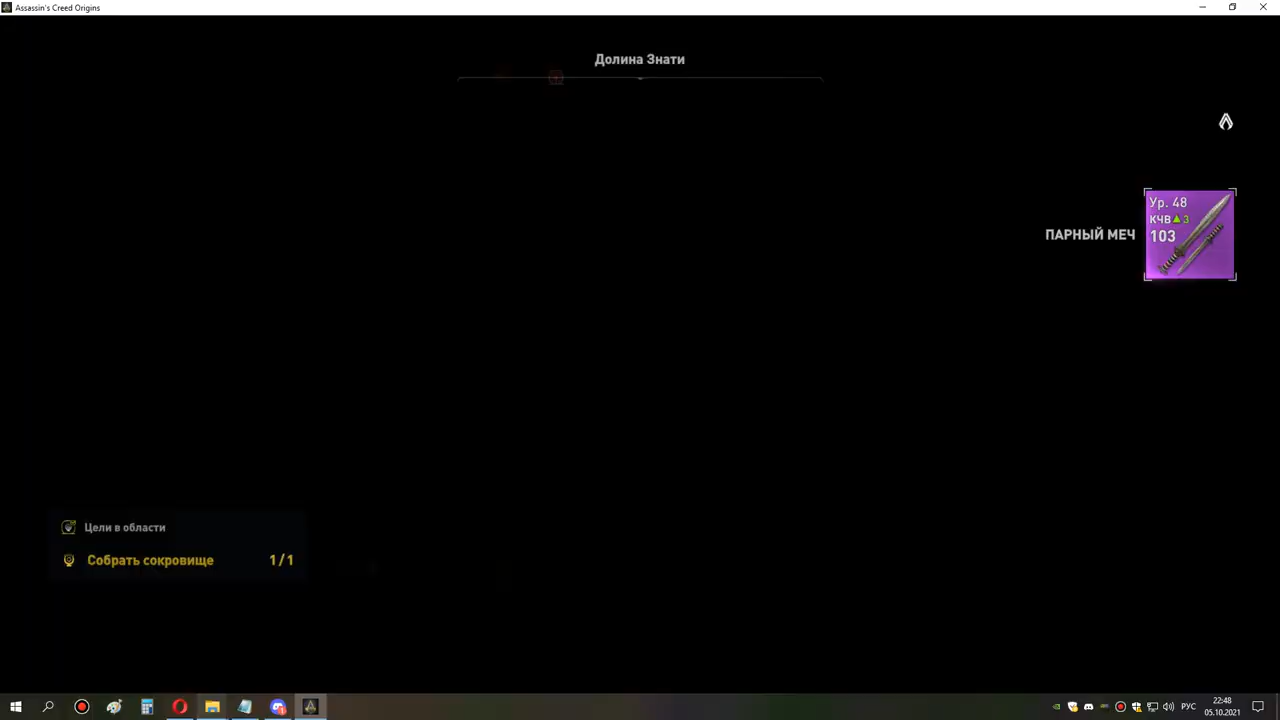 Assassin's Creed Origins
Долина Знати
Ур. 48
КЧВ▲3
103
ПАРНЫЙ МЕЧ
Цели в области
Собрать сокровище 1/1
РУС
22:48
05.10.2021